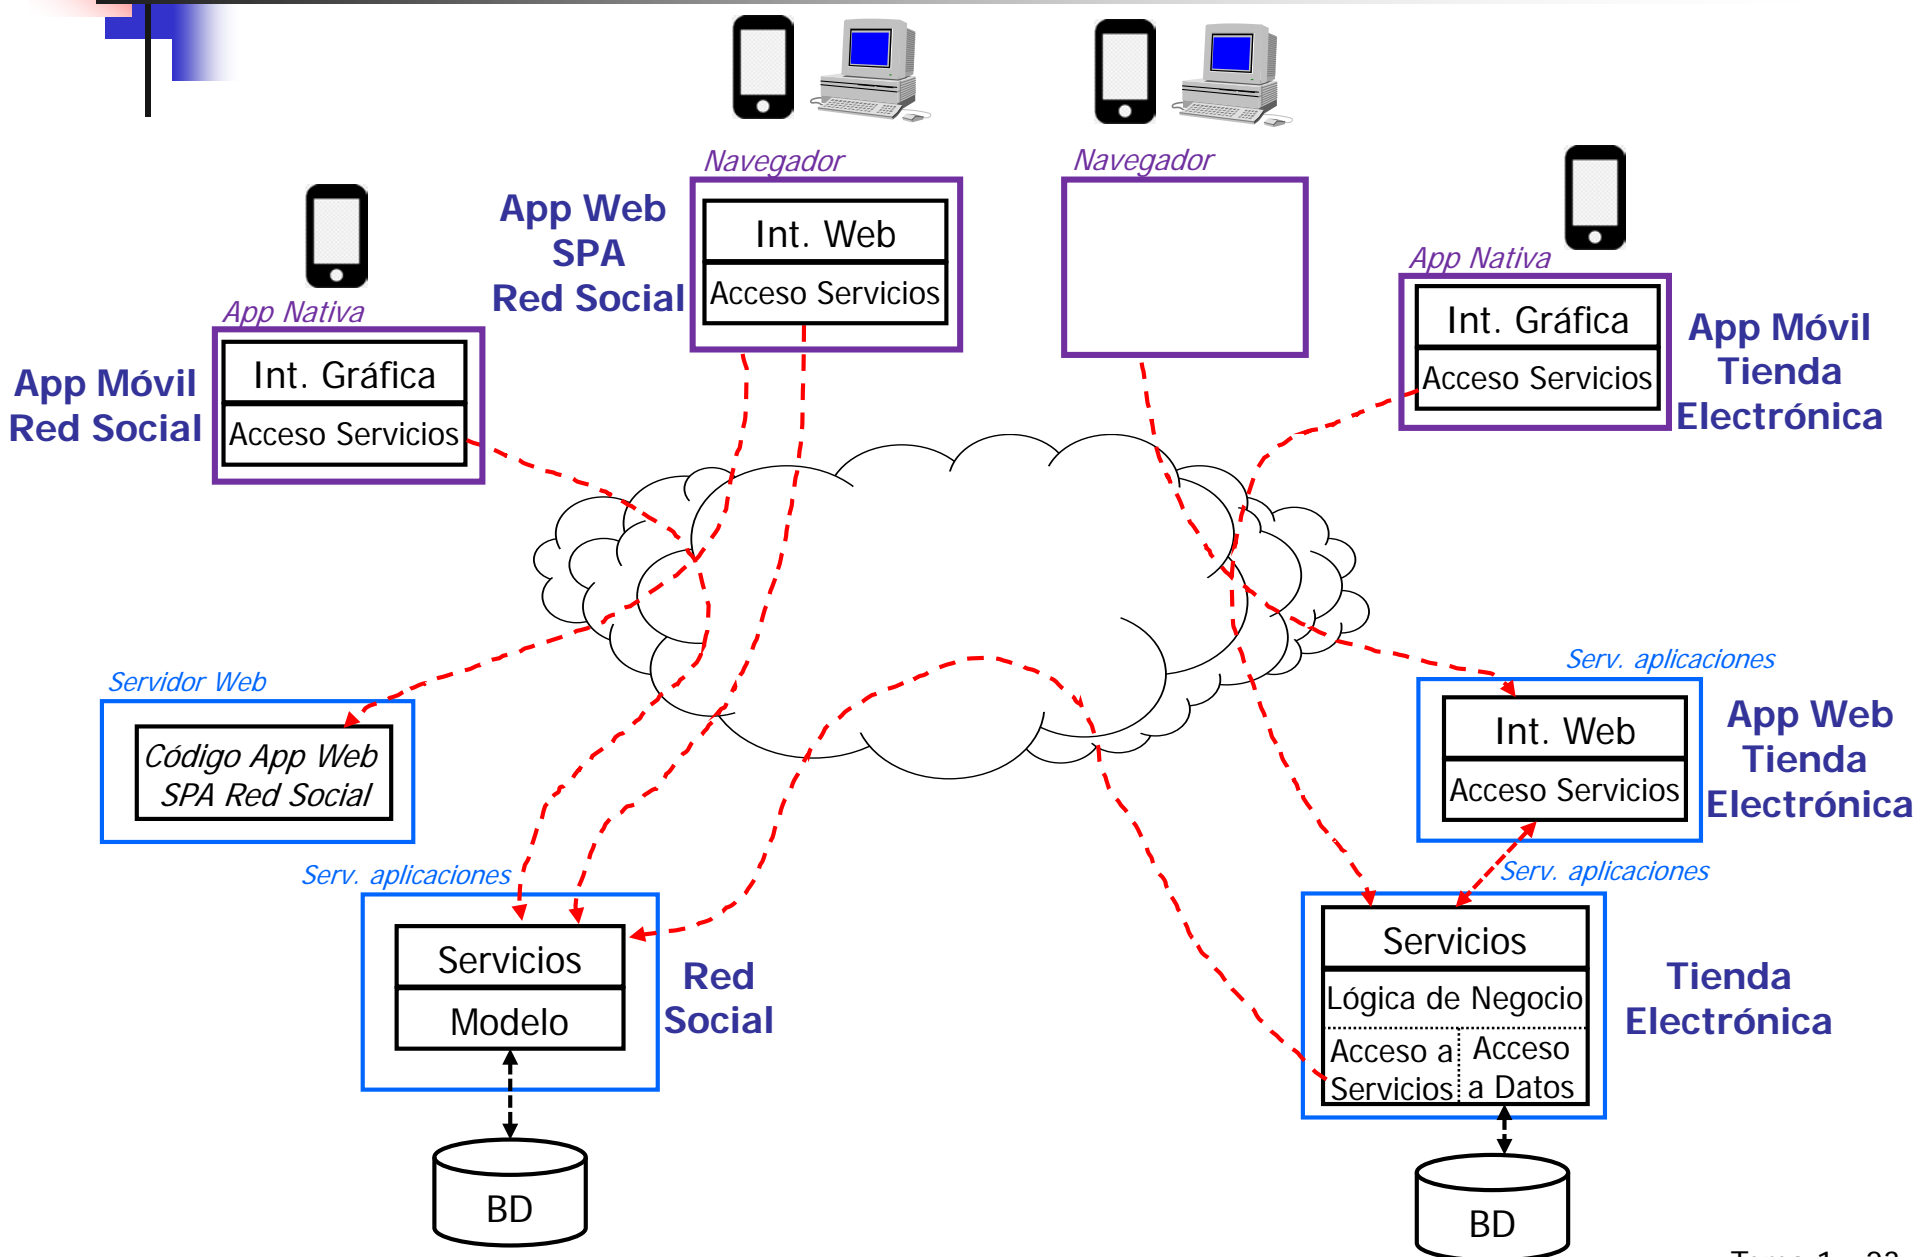 Navegador
Navegador
App Web
SPA
Red Social
Int. Web
Acceso Servicios
App Nativa
App Nativa
Int. Gráfica
Acceso Servicios
App Móvil
Tienda
Electrónica
App Móvil
Red Social
Int. Gráfica
Acceso Servicios
Servidor Web
Código App Web
SPA Red Social
Serv. aplicaciones
Int. Web
Acceso Servicios
App Web
Tienda
Electrónica
Serv. aplicaciones
Servicios
Modelo
Red
Social
BD
Serv. aplicaciones
Servicios
Lógica de Negocio
Acceso a
Servicios
Acceso
a Datos
Tienda
Electrónica
BD